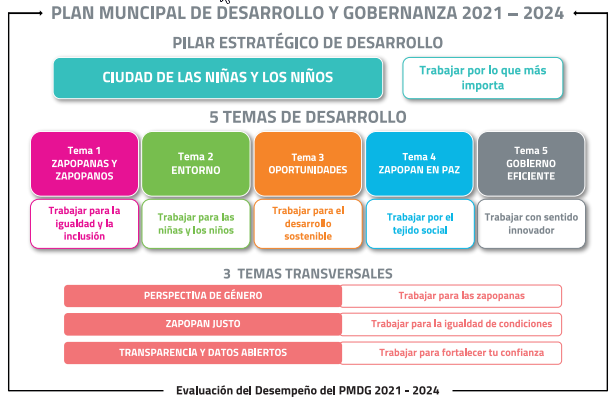 PLAN MUNICIPAL DE DESARROLLO Y GOBERNANZA 2021 – 2024
PILAR ESTRATÉGICO DE DESARROLLO
CIUDAD DE LAS NIÑAS Y LOS NIÑOS
Trabajar por lo que más
importa
5 TEMAS DE DESARROLLO
Tema 1
ZAPOPANAS Y
ZAPOPANOS
Tema 2
ENTORNO
Tema 3
OPORTUNIDADES
Tema 4
ZAPOPAN EN PAZ
Tema 5
GOBIERNO
EFICIENTE
Trabajar para la
igualdad y la
inclusión
Trabajar para las
niñas y los niños
Trabajar para el
desarrollo
sostenible
Trabajar por el
tejido social
Trabajar con sentido
innovador
3 TEMAS TRANSVERSALES
PERSPECTIVA DE GÉNERO
Trabajar para las zapopanas
ZAPOPAN JUSTO
Trabajar para la igualdad de condiciones
TRANSPARENCIA Y DATOS ABIERTOS
Trabajar para fortalecer tu confianza
Evaluación del Desempeño del PMDG 2021 - 2024